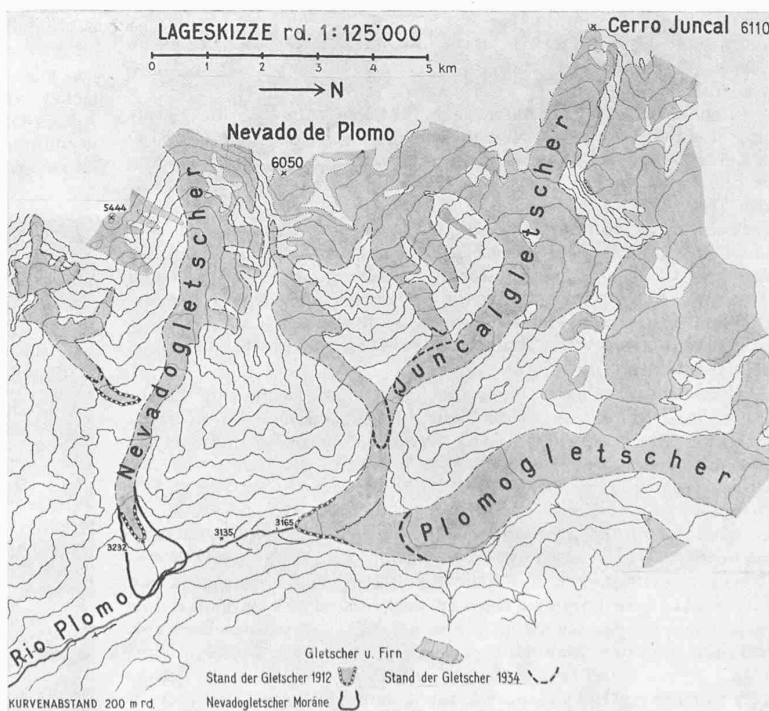 LAGESKIZZE rd. 1:125'000
0 1 2 3 4 5 km
N
Cerro Juncal 6110
Nevado de Plomo
6050
5444
Nevadogletscher
Juncalgletscher
Plomogletscher
3135
3165
3232
Rio Plomo
Gletscher u. Firn
Stand der Gletscher 1912
Stand der Gletscher 1934
KURVENABSTAND 200 m rd.
Nevadogletscher Moräne